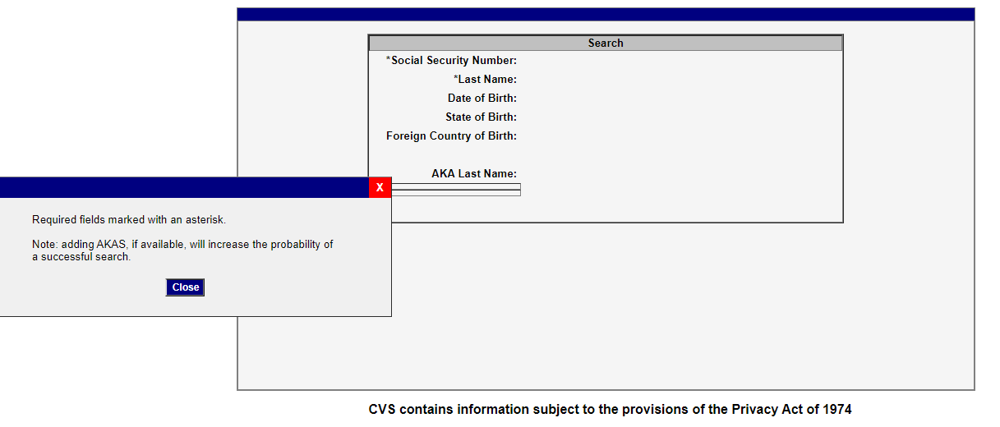 Search
*Social Security Number:
*Last Name:
Date of Birth:
State of Birth:
Foreign Country of Birth:
AKA Last Name:
X
Required fields marked with an asterisk.
Note: adding AKAS, if available, will increase the probability of
a successful search.
Close
CVS contains information subject to the provisions of the Privacy Act of 1974